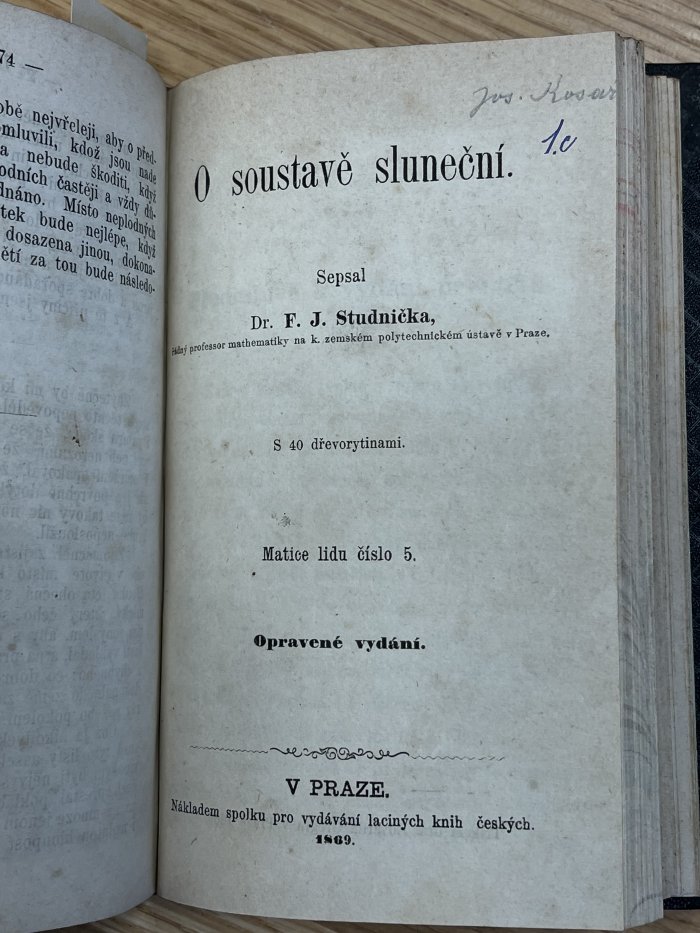 74 —
obě nejvřeleji, aby o před-
omluvili, kdož jsou nade
a nebude škoditi, když
odních častěji a vždy dů-
dnáno. Místo neplodných
tek bude nejlépe, když
dosazena jinou, dokona-
ětí za tou bude následo-
Jos. Kosar
1.c
O soustavě sluneční.
Sepsal
Dr. F. J. Studnička,
řádný professor mathematiky na k. zemském polytechnickém ústavě v Praze.
S 40 dřevorytinami.
Matice lidu číslo 5.
Opravené vydání.
V PRAZE.
Nákladem spolku pro vydávání laciných knih českých.
1869.